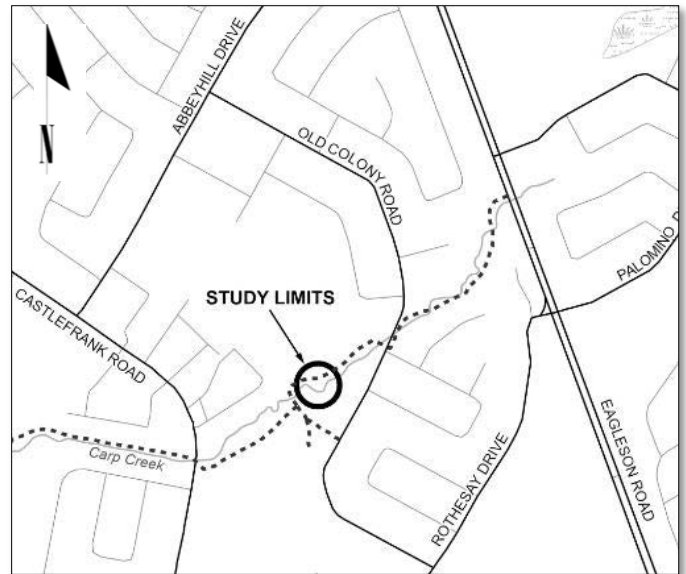 ABBEYHILL DRIVE
OLD COLONY ROAD
N
PALOMINO
STUDY LIMITS
CASTLEFRANK ROAD
Carp Creek
ROTHESAY DRIVE
EAGLESON ROAD